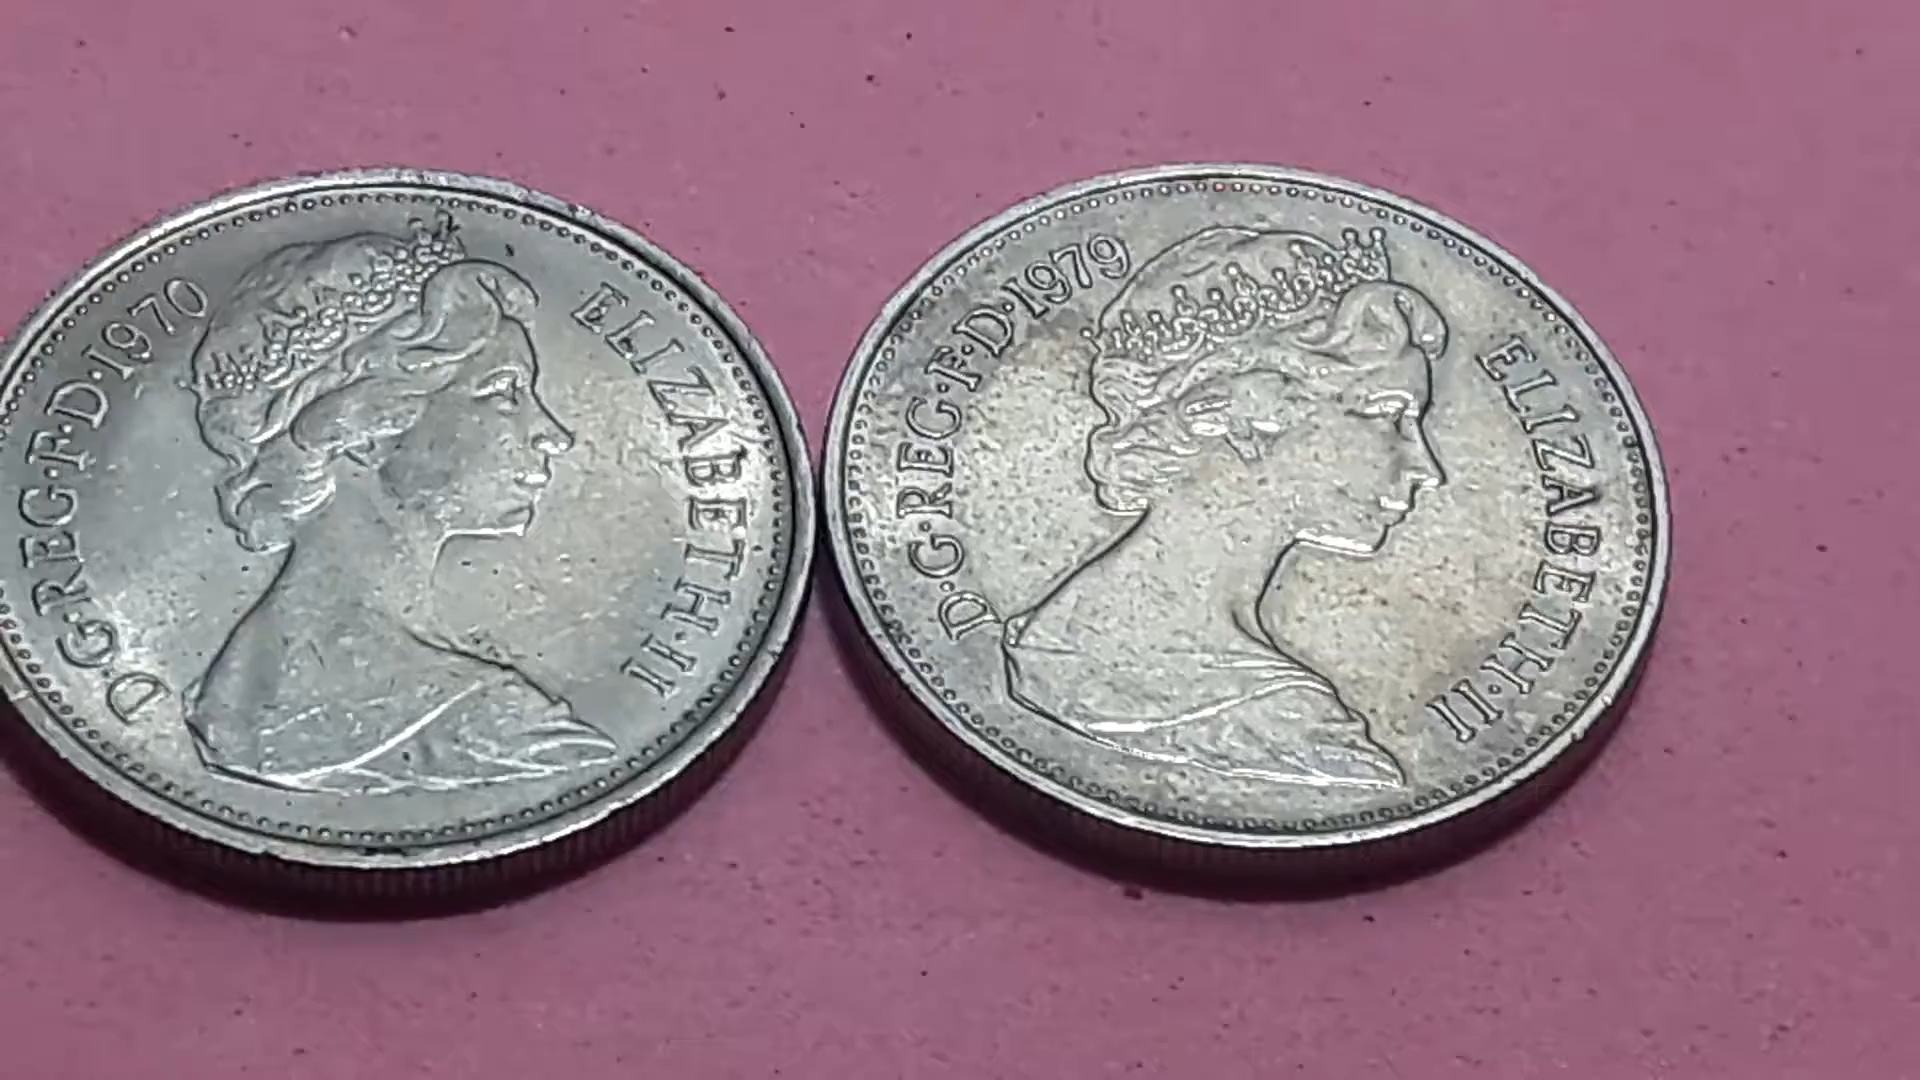 D·G·REG·F·D·1970 ELIZABETH·II
D·G·REG·F·D·1979 ELIZABETH·II